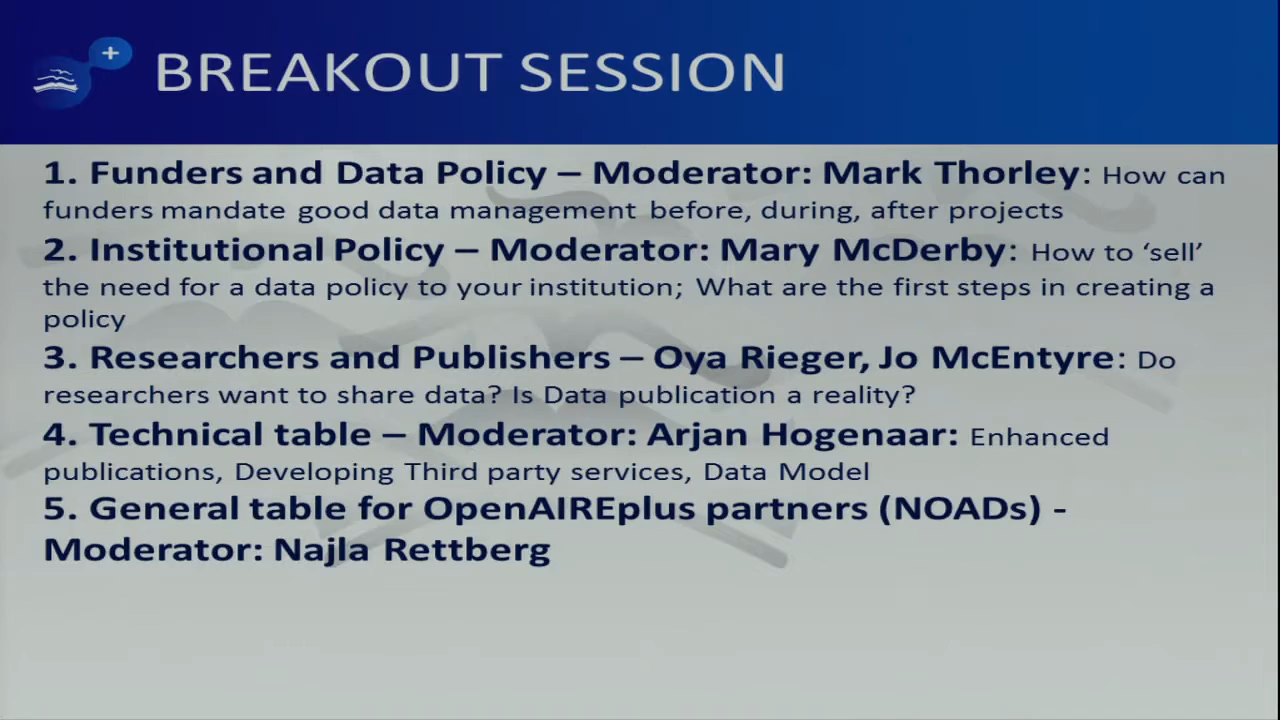 BREAKOUT SESSION
1. Funders and Data Policy – Moderator: Mark Thorley: How can
funders mandate good data management before, during, after projects
2. Institutional Policy – Moderator: Mary McDerby: How to ‘sell’
the need for a data policy to your institution; What are the first steps in creating a
policy
3. Researchers and Publishers – Oya Rieger, Jo McEntyre: Do
researchers want to share data? Is Data publication a reality?
4. Technical table – Moderator: Arjan Hogenaar: Enhanced
publications, Developing Third party services, Data Model
5. General table for OpenAIREplus partners (NOADs) -
Moderator: Najla Rettberg